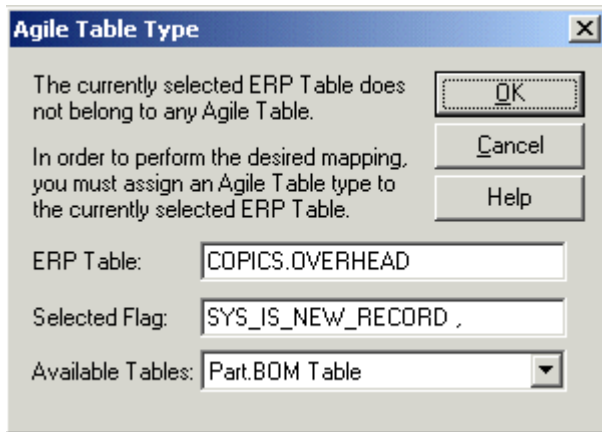 Agile Table Type
The currently selected ERP Table does
not belong to any Agile Table.
OK
Cancel
In order to perform the desired mapping,
you must assign an Agile Table type to
the currently selected ERP Table.
Help
ERP Table: COPICS.OVERHEAD
Selected Flag: SYS_IS_NEW_RECORD ,
Available Tables: Part.BOM Table